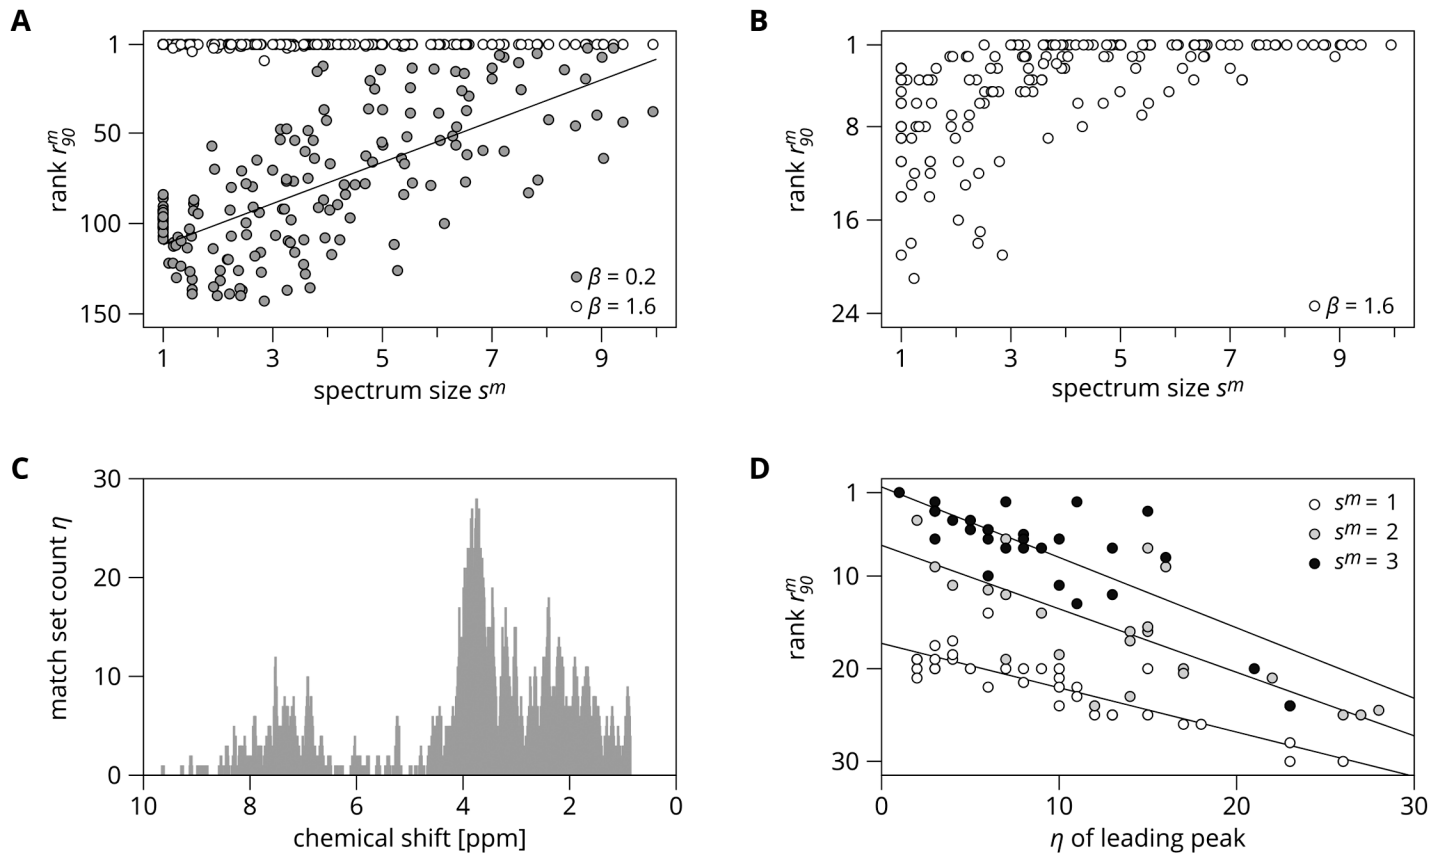 A
rank r^m_90
1
50
100
150
β = 0.2
β = 1.6
1 3 5 7 9
spectrum size s^m
B
rank r^m_90
1
8
16
24
β = 1.6
1 3 5 7 9
spectrum size s^m
C
match set count η
30
20
10
0
10 8 6 4 2 0
chemical shift [ppm]
D
rank r^m_90
1
10
20
30
s^m = 1
s^m = 2
s^m = 3
0 10 20 30
η of leading peak